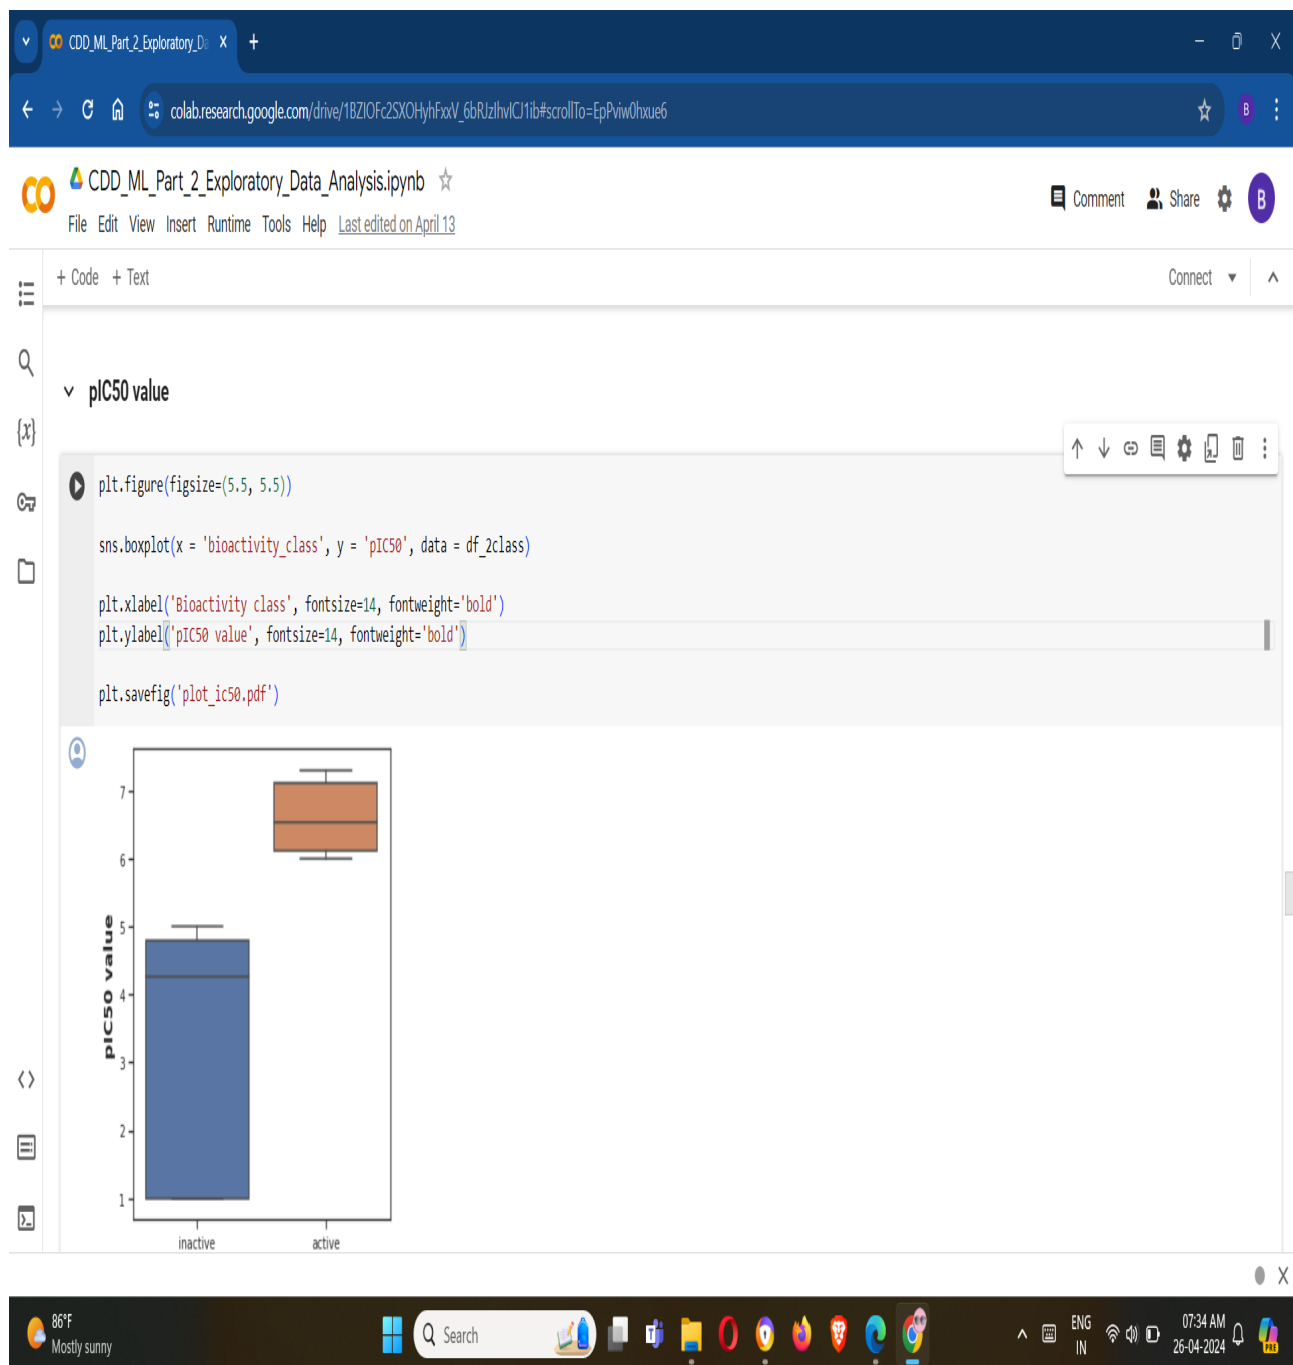 CDD_ML_Part_2_Exploratory_Da
colab.research.google.com/drive/1BZIOFc2SXOHyhFxxV_6bRJzIhvlCJ1ib#scrollTo=EpPviw0hxue6
B
CDD_ML_Part_2_Exploratory_Data_Analysis.ipynb
Comment Share B
File Edit View Insert Runtime Tools Help Last edited on April 13
+ Code + Text Connect
pIC50 value
{x}
plt.figure(figsize=(5.5, 5.5))
sns.boxplot(x = 'bioactivity_class', y = 'pIC50', data = df_2class)
plt.xlabel('Bioactivity class', fontsize=14, fontweight='bold')
plt.ylabel('pIC50 value', fontsize=14, fontweight='bold')
plt.savefig('plot_ic50.pdf')
7
6
5
4
3
2
1
pIC50 value
inactive active
86°F
Mostly sunny
Search
ENG
IN
07:34 AM
26-04-2024
PRE